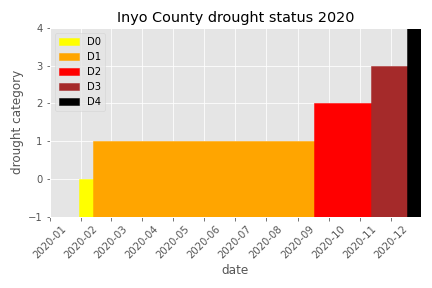 Inyo County drought status 2020
drought category
4
3
2
1
0
−1
D0
D1
D2
D3
D4
2020-01
2020-02
2020-03
2020-04
2020-05
2020-06
2020-07
2020-08
2020-09
2020-10
2020-11
2020-12
date